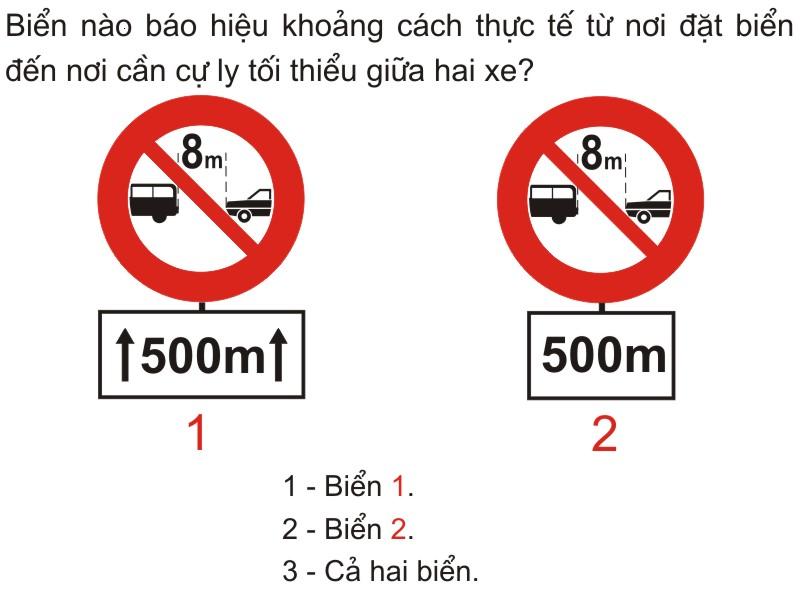 Biển nào báo hiệu khoảng cách thực tế từ nơi đặt biển
đến nơi cần cự ly tối thiểu giữa hai xe?
8m
8m
↑500m↑
500m
1
2
1 - Biển 1.
2 - Biển 2.
3 - Cả hai biển.